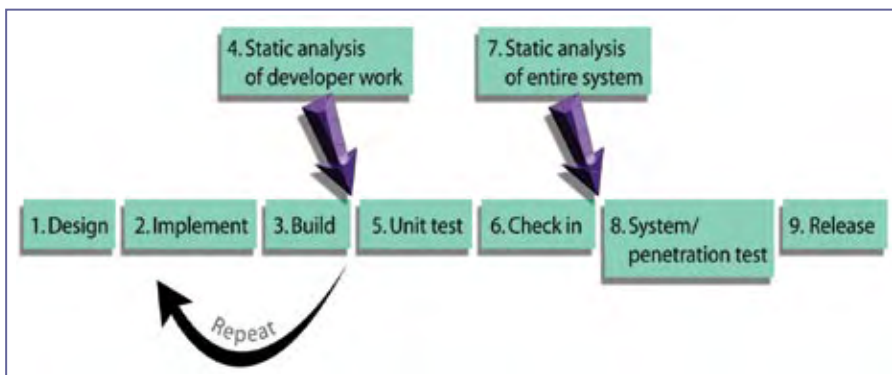 4. Static analysis
of developer work
7. Static analysis
of entire system
1. Design
2. Implement
3. Build
5. Unit test
6. Check in
8. System/
penetration test
9. Release
Repeat